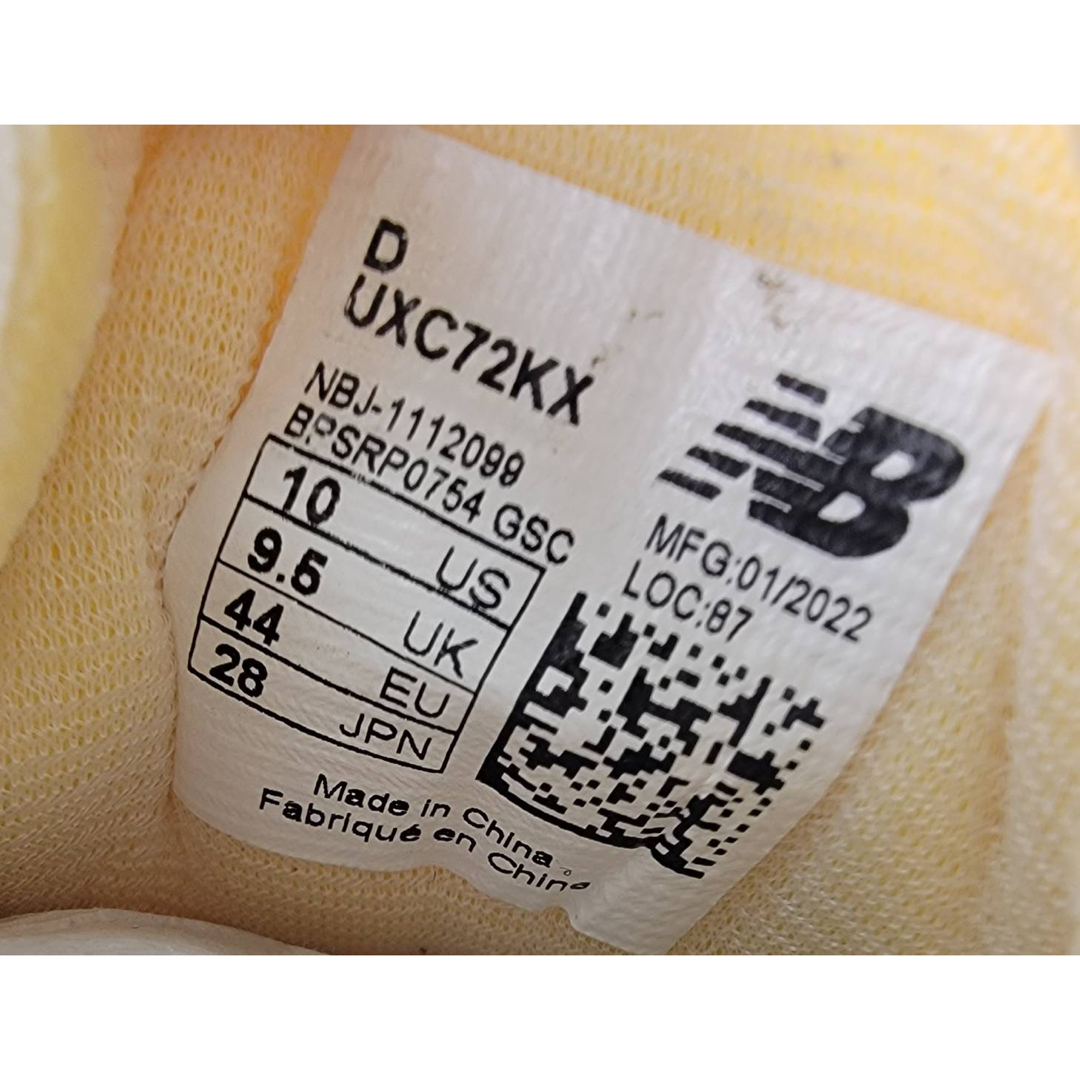 D
UXC72KX
NBJ-1112099
BPSRP0754 GSC
10 US
9.5 UK
44 EU
28 JPN
Made in China
Fabriqué en Chine
NB
MFG:01/2022
LOC:87